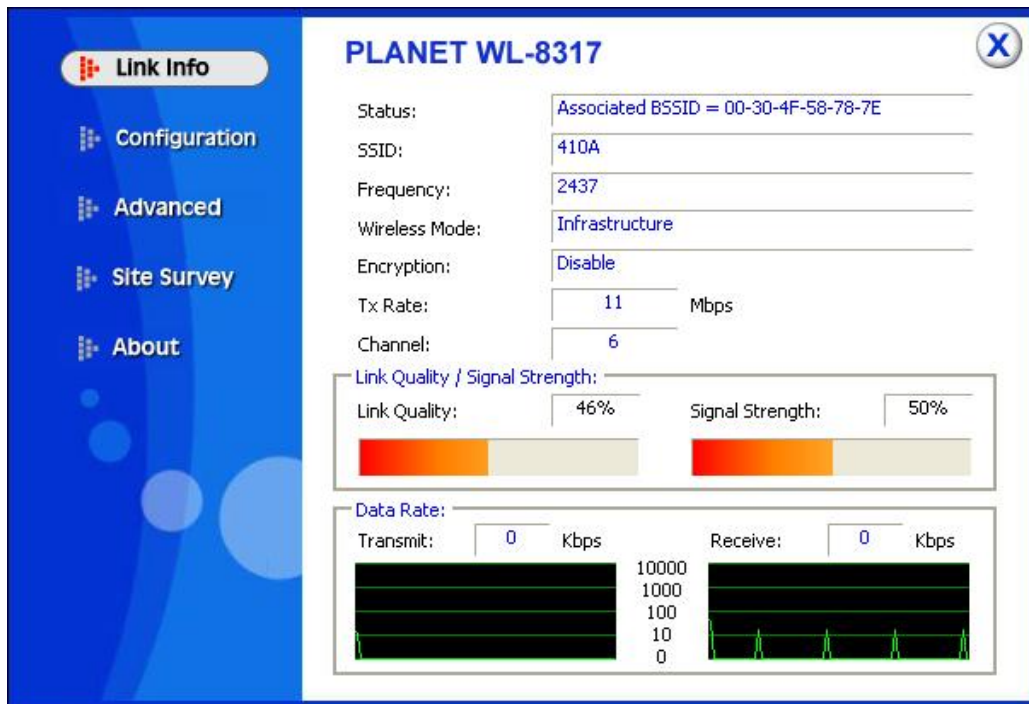 Link Info
Configuration
Advanced
Site Survey
About
PLANET WL-8317
X
Status: Associated BSSID = 00-30-4F-58-78-7E
SSID: 410A
Frequency: 2437
Wireless Mode: Infrastructure
Encryption: Disable
Tx Rate: 11 Mbps
Channel: 6
Link Quality / Signal Strength:
Link Quality: 46% Signal Strength: 50%
Data Rate:
Transmit: 0 Kbps Receive: 0 Kbps
10000
1000
100
10
0